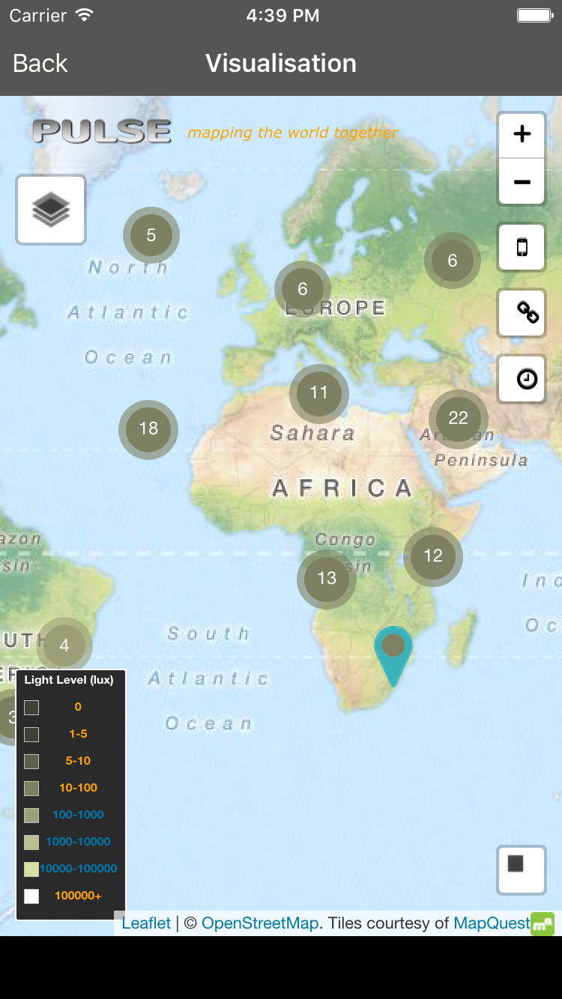 Carrier 4:39 PM
Back Visualisation
PULSE mapping the world together
+
−
5
North
6
6
EUROPE
Atlantic
Ocean
11
18
22
Sahara
Peninsula
AFRICA
Congo
azon
sin
12
13
Ind
Oc
4
South
UTH
Atlantic
Ocean
3
Light Level (lux)
0
1-5
5-10
10-100
100-1000
1000-10000
10000-100000
100000+
Leaflet | © OpenStreetMap. Tiles courtesy of MapQuest